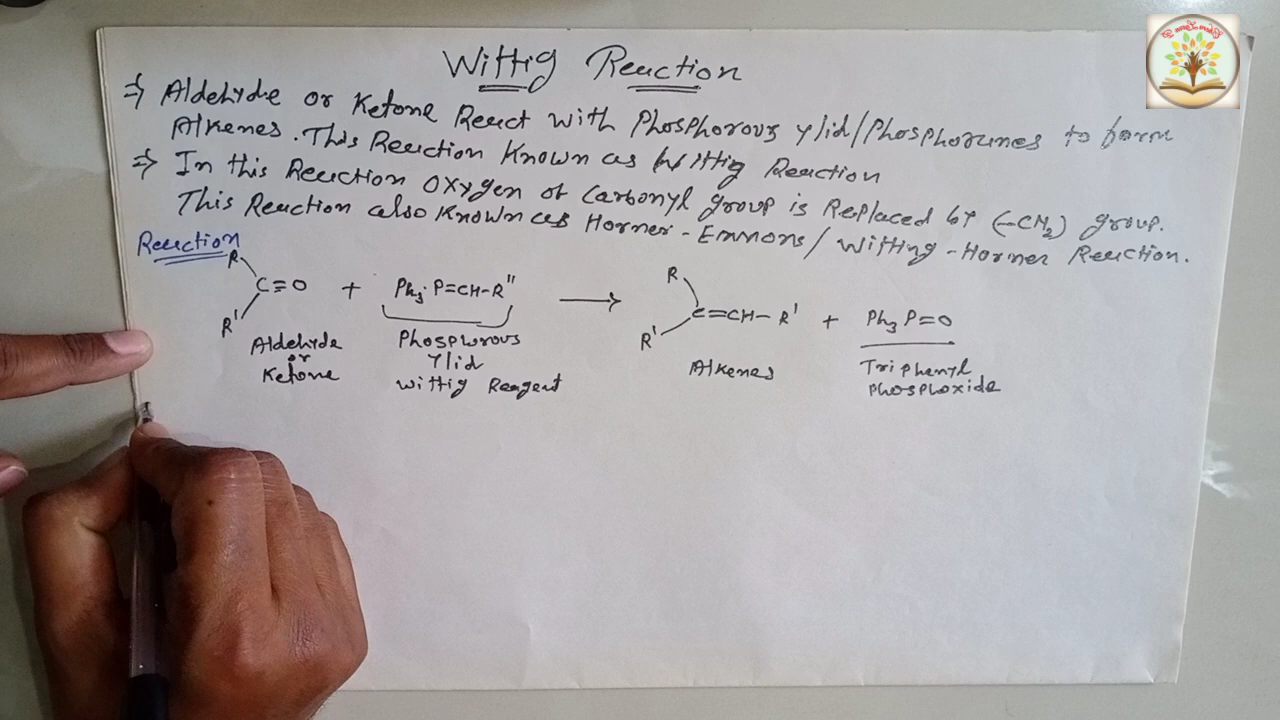 Wittig Reaction
⇒ Aldehyde or Ketone React with Phosphorous ylid/Phosphoranes to form
Alkenes. This Reaction Known as Wittig Reaction
⇒ In this Reaction Oxygen of Carbonyl group is Replaced by (=CH2) group.
This Reaction also Known as Horner-Emmons/Witting-Horner Reaction.
Reaction
R
R'
C=O + Ph3 P=CH-R" → R
R'
C=CH-R' + Ph3 P=O
Aldehyde
or
Ketone
Phosphorous
Ylid
Wittig Reagent
Alkenes
Triphenyl
Phosphoxide